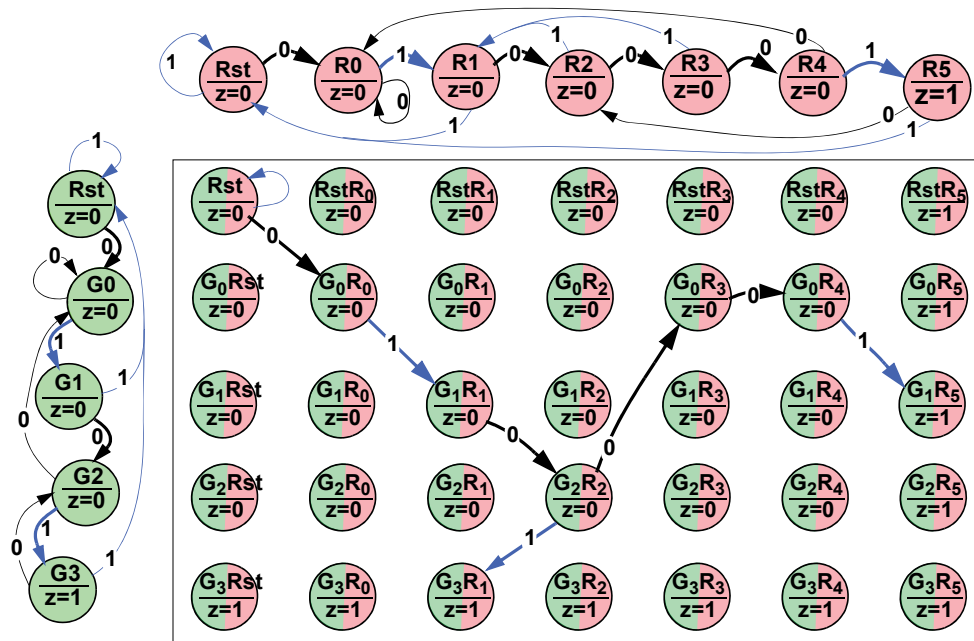 1 1 1 0
Rst 0 R0 1 R1 0 R2 0 R3 0 R4 1 R5
z=0 z=0 z=0 z=0 z=0 z=0 z=1
1 0 1 0 1
1
Rst
z=0
0
0
G0
z=0
1
G1
z=0
1
0
0
G2
z=0
1
0
G3
z=1
1
Rst RstR0 RstR1 RstR2 RstR3 RstR4 RstR5
z=0 z=0 z=0 z=0 z=0 z=0 z=1
0
G0Rst G0R0 G0R1 G0R2 G0R3 0 G0R4 G0R5
z=0 z=0 z=0 z=0 z=0 z=0 z=1
1 1
G1Rst G1R0 G1R1 G1R2 G1R3 G1R4 G1R5
z=0 z=0 z=0 z=0 z=0 z=0 z=1
0 0
G2Rst G2R0 G2R1 G2R2 G2R3 G2R4 G2R5
z=0 z=0 z=0 z=0 z=0 z=0 z=1
1
G3Rst G3R0 G3R1 G3R2 G3R3 G3R4 G3R5
z=1 z=1 z=1 z=1 z=1 z=1 z=1